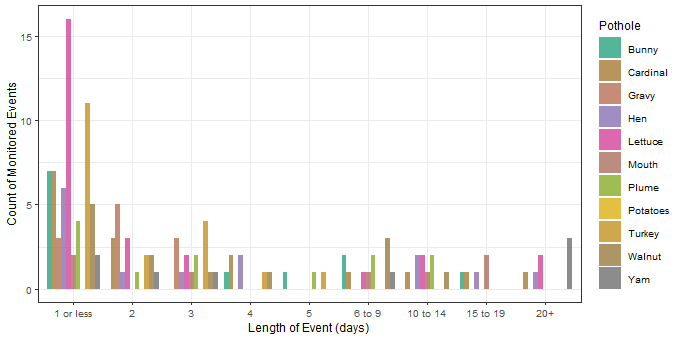 Count of Monitored Events
15
10
5
0
1 or less 2 3 4 5 6 to 9 10 to 14 15 to 19 20+
Length of Event (days)
Pothole
Bunny
Cardinal
Gravy
Hen
Lettuce
Mouth
Plume
Potatoes
Turkey
Walnut
Yam